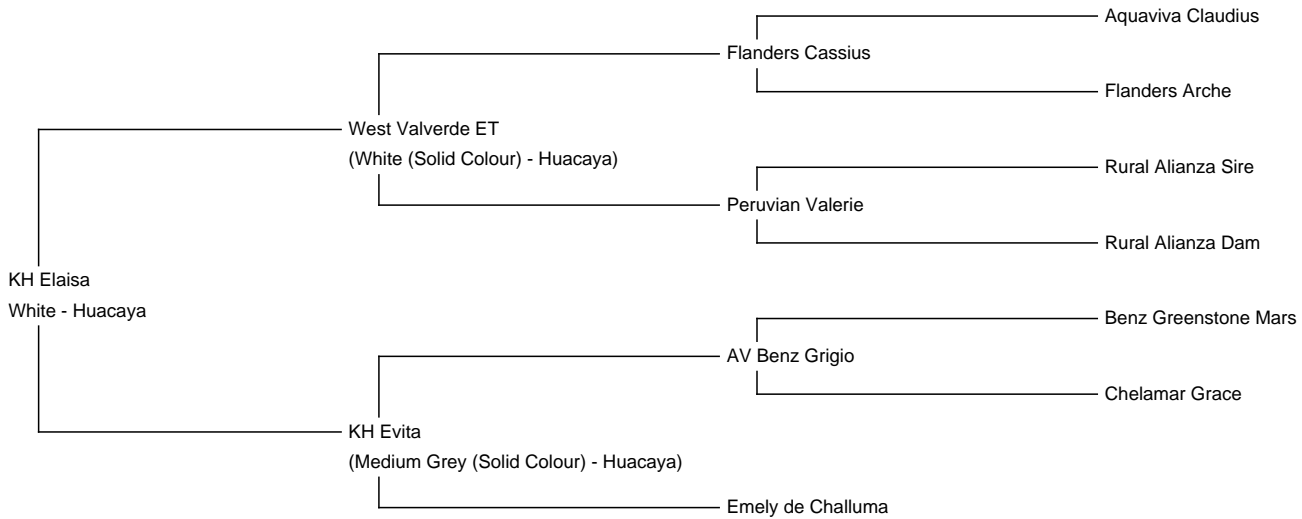 Aquaviva Claudius
Flanders Cassius
Flanders Arche
West Valverde ET
(White (Solid Colour) - Huacaya)
Rural Alianza Sire
Peruvian Valerie
Rural Alianza Dam
KH Elaisa
White - Huacaya
Benz Greenstone Mars
AV Benz Grigio
Chelamar Grace
KH Evita
(Medium Grey (Solid Colour) - Huacaya)
Emely de Challuma